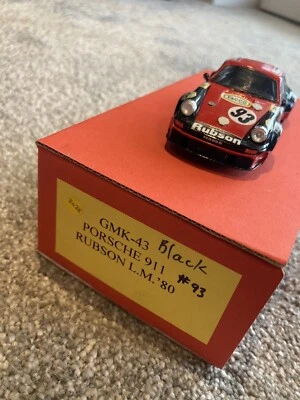 93
Rubson
GMK-43 Black
PORSCHE 911
RUBSON L.M.'80 #93